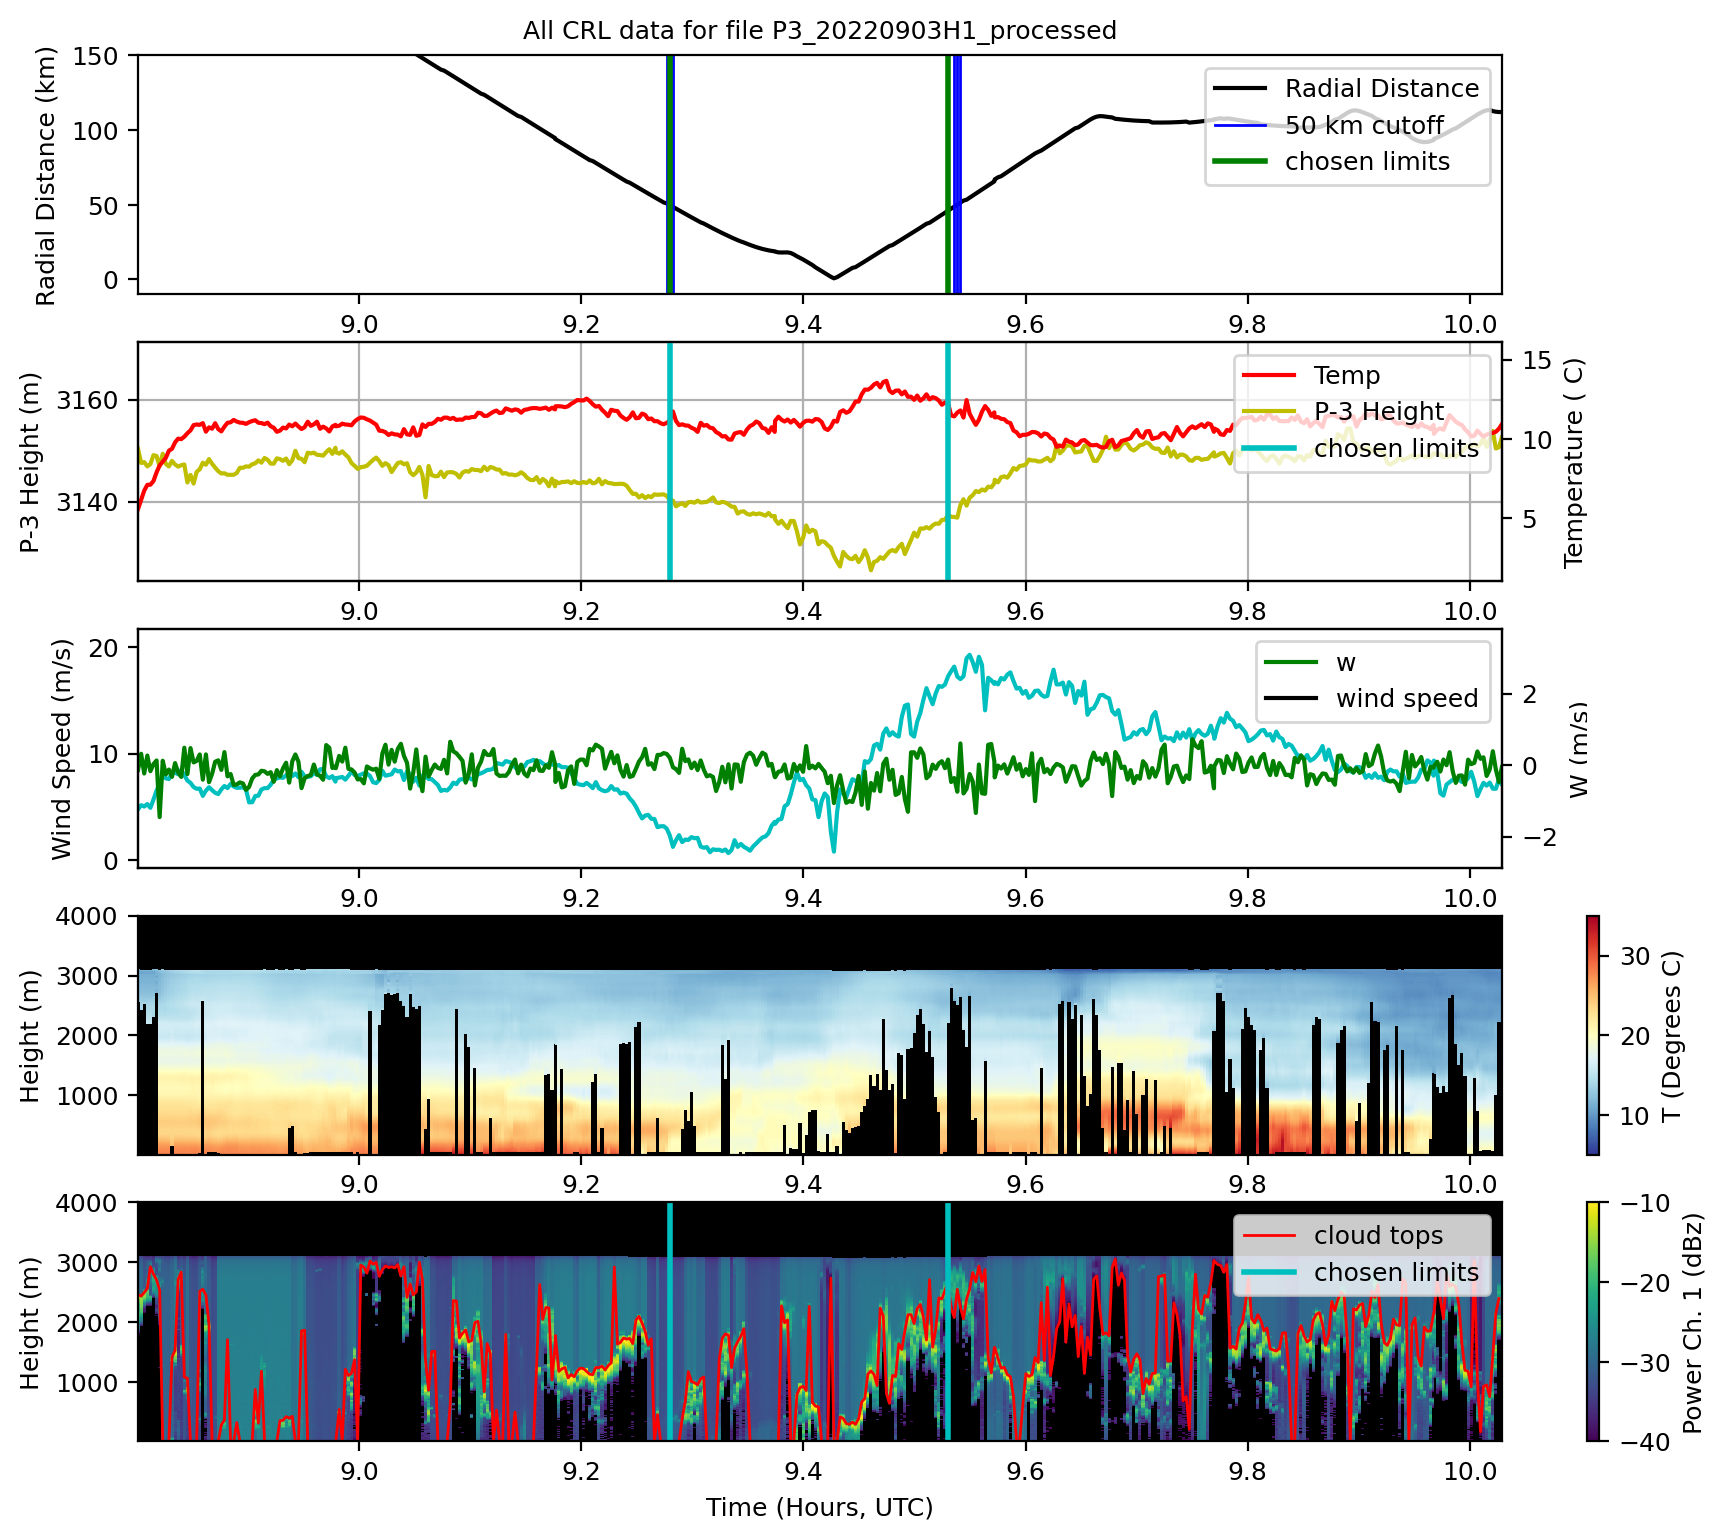 All CRL data for file P3_20220903H1_processed
Radial Distance (km)
150
100
50
0
Radial Distance
50 km cutoff
chosen limits
9.0 9.2 9.4 9.6 9.8 10.0
P-3 Height (m)
3160
3140
Temp
P-3 Height
chosen limits
15
10
5
Temperature ( C)
9.0 9.2 9.4 9.6 9.8 10.0
Wind Speed (m/s)
20
10
0
w
wind speed
2
0
−2
W (m/s)
9.0 9.2 9.4 9.6 9.8 10.0
Height (m)
4000
3000
2000
1000
30
20
10
T (Degrees C)
9.0 9.2 9.4 9.6 9.8 10.0
Height (m)
4000
3000
2000
1000
cloud tops
chosen limits
−10
−20
−30
−40
Power Ch. 1 (dBz)
9.0 9.2 9.4 9.6 9.8 10.0
Time (Hours, UTC)